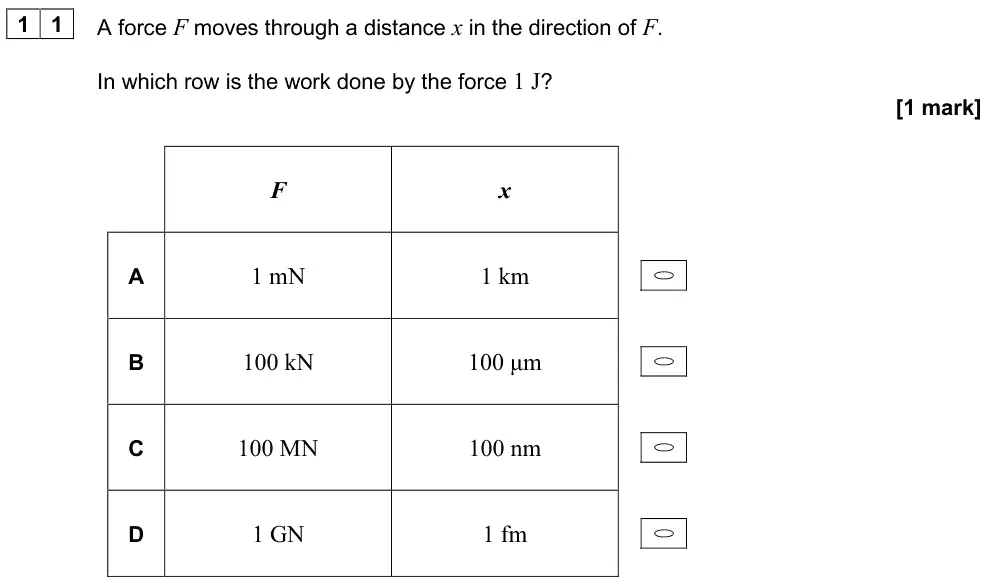 1 1 A force F moves through a distance x in the direction of F.
In which row is the work done by the force 1 J?
[1 mark]
F x
A 1 mN 1 km
B 100 kN 100 μm
C 100 MN 100 nm
D 1 GN 1 fm